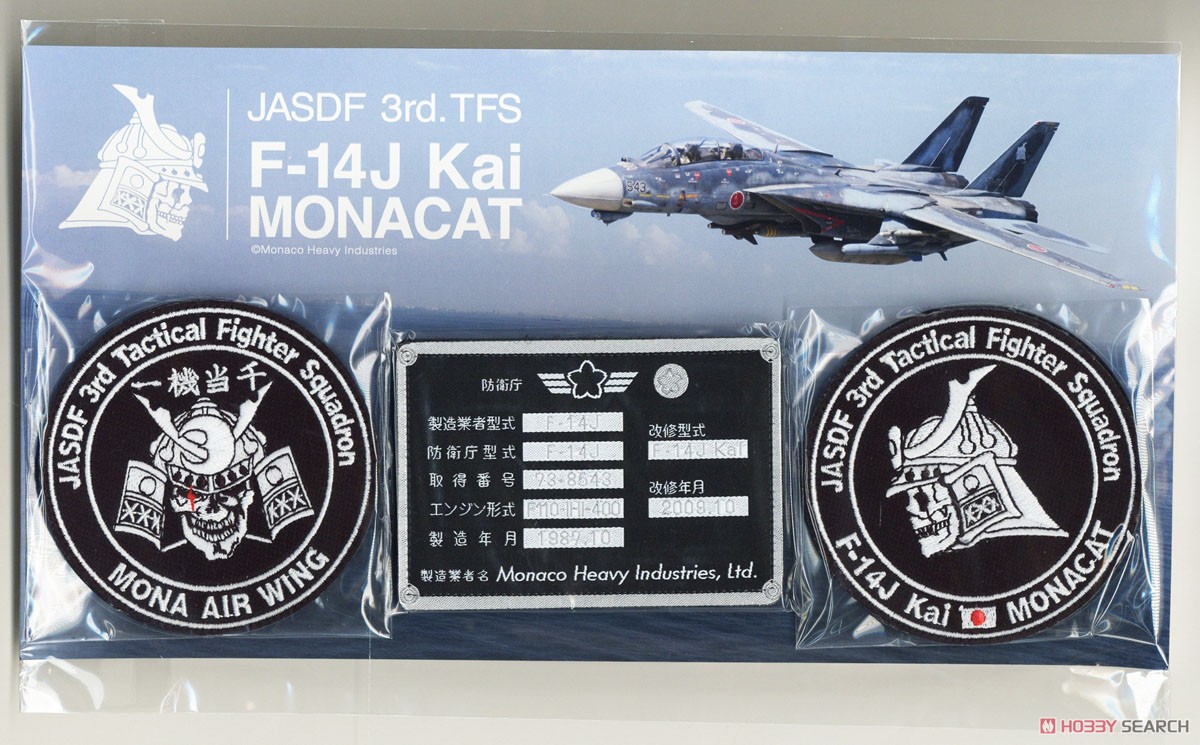 JASDF 3rd. TFS
F-14J Kai
MONACAT
©Monaco Heavy Industries
543
JASDF 3rd Tactical Fighter Squadron
一機当千
3
MONA AIR WING
防衛庁
製造業者型式 F-14J
防衛庁型式 F-14J
取得番号 73-8543
エンジン形式
製造年月 1987.10
改修型式
F-14J Kai
改修年月
2009.10
製造業者名 Monaco Heavy Industries, Ltd.
JASDF 3rd Tactical Fighter Squadron
F-14J Kai MONACAT
HOBBY SEARCH